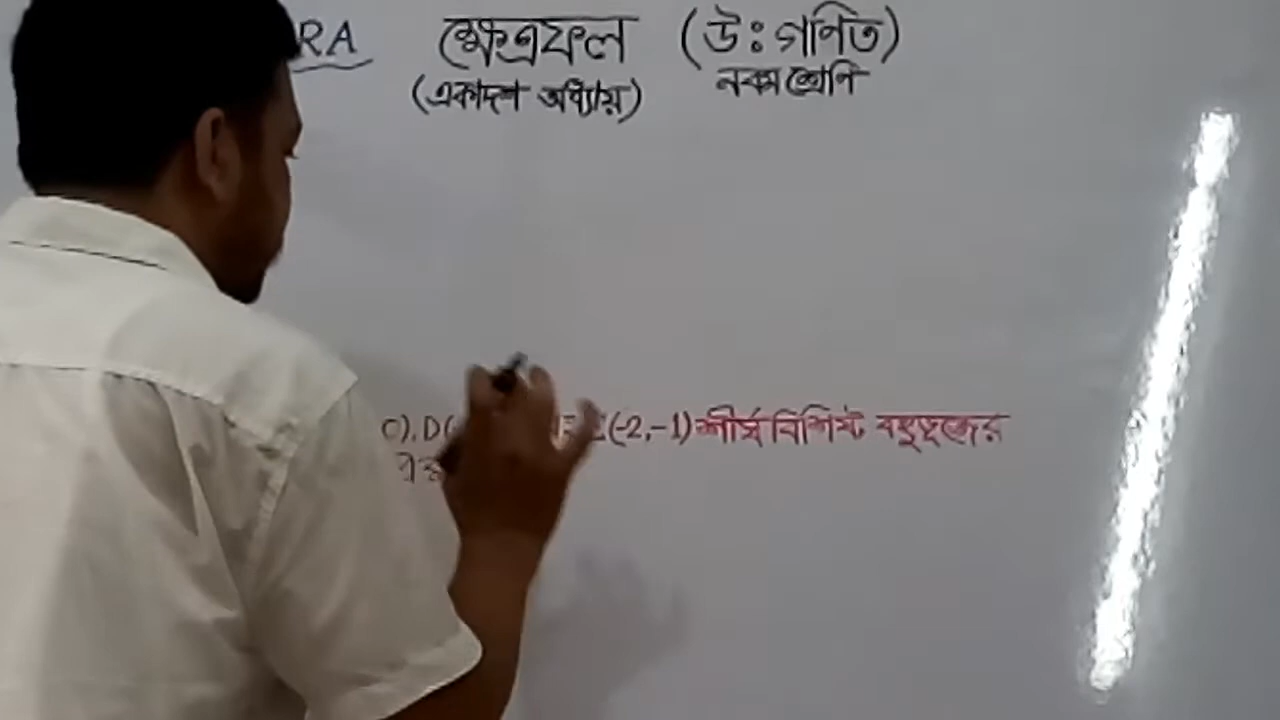 RA ক্ষেত্রফল (উঃ গণিত)
(একাদশ অধ্যায়) নবম শ্রেণি
C), D( E(-2,-1) শীর্ষ বিশিষ্ট বহুভুজের